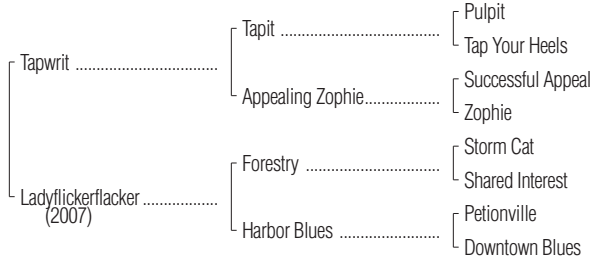 Pulpit
Tapit ........................................
Tap Your Heels
Tapwrit ....................................
Successful Appeal
Appealing Zophie...................
Zophie
Storm Cat
Forestry ..................................
Shared Interest
Ladyflickerflacker ...................
(2007)
Petionville
Harbor Blues .........................
Downtown Blues